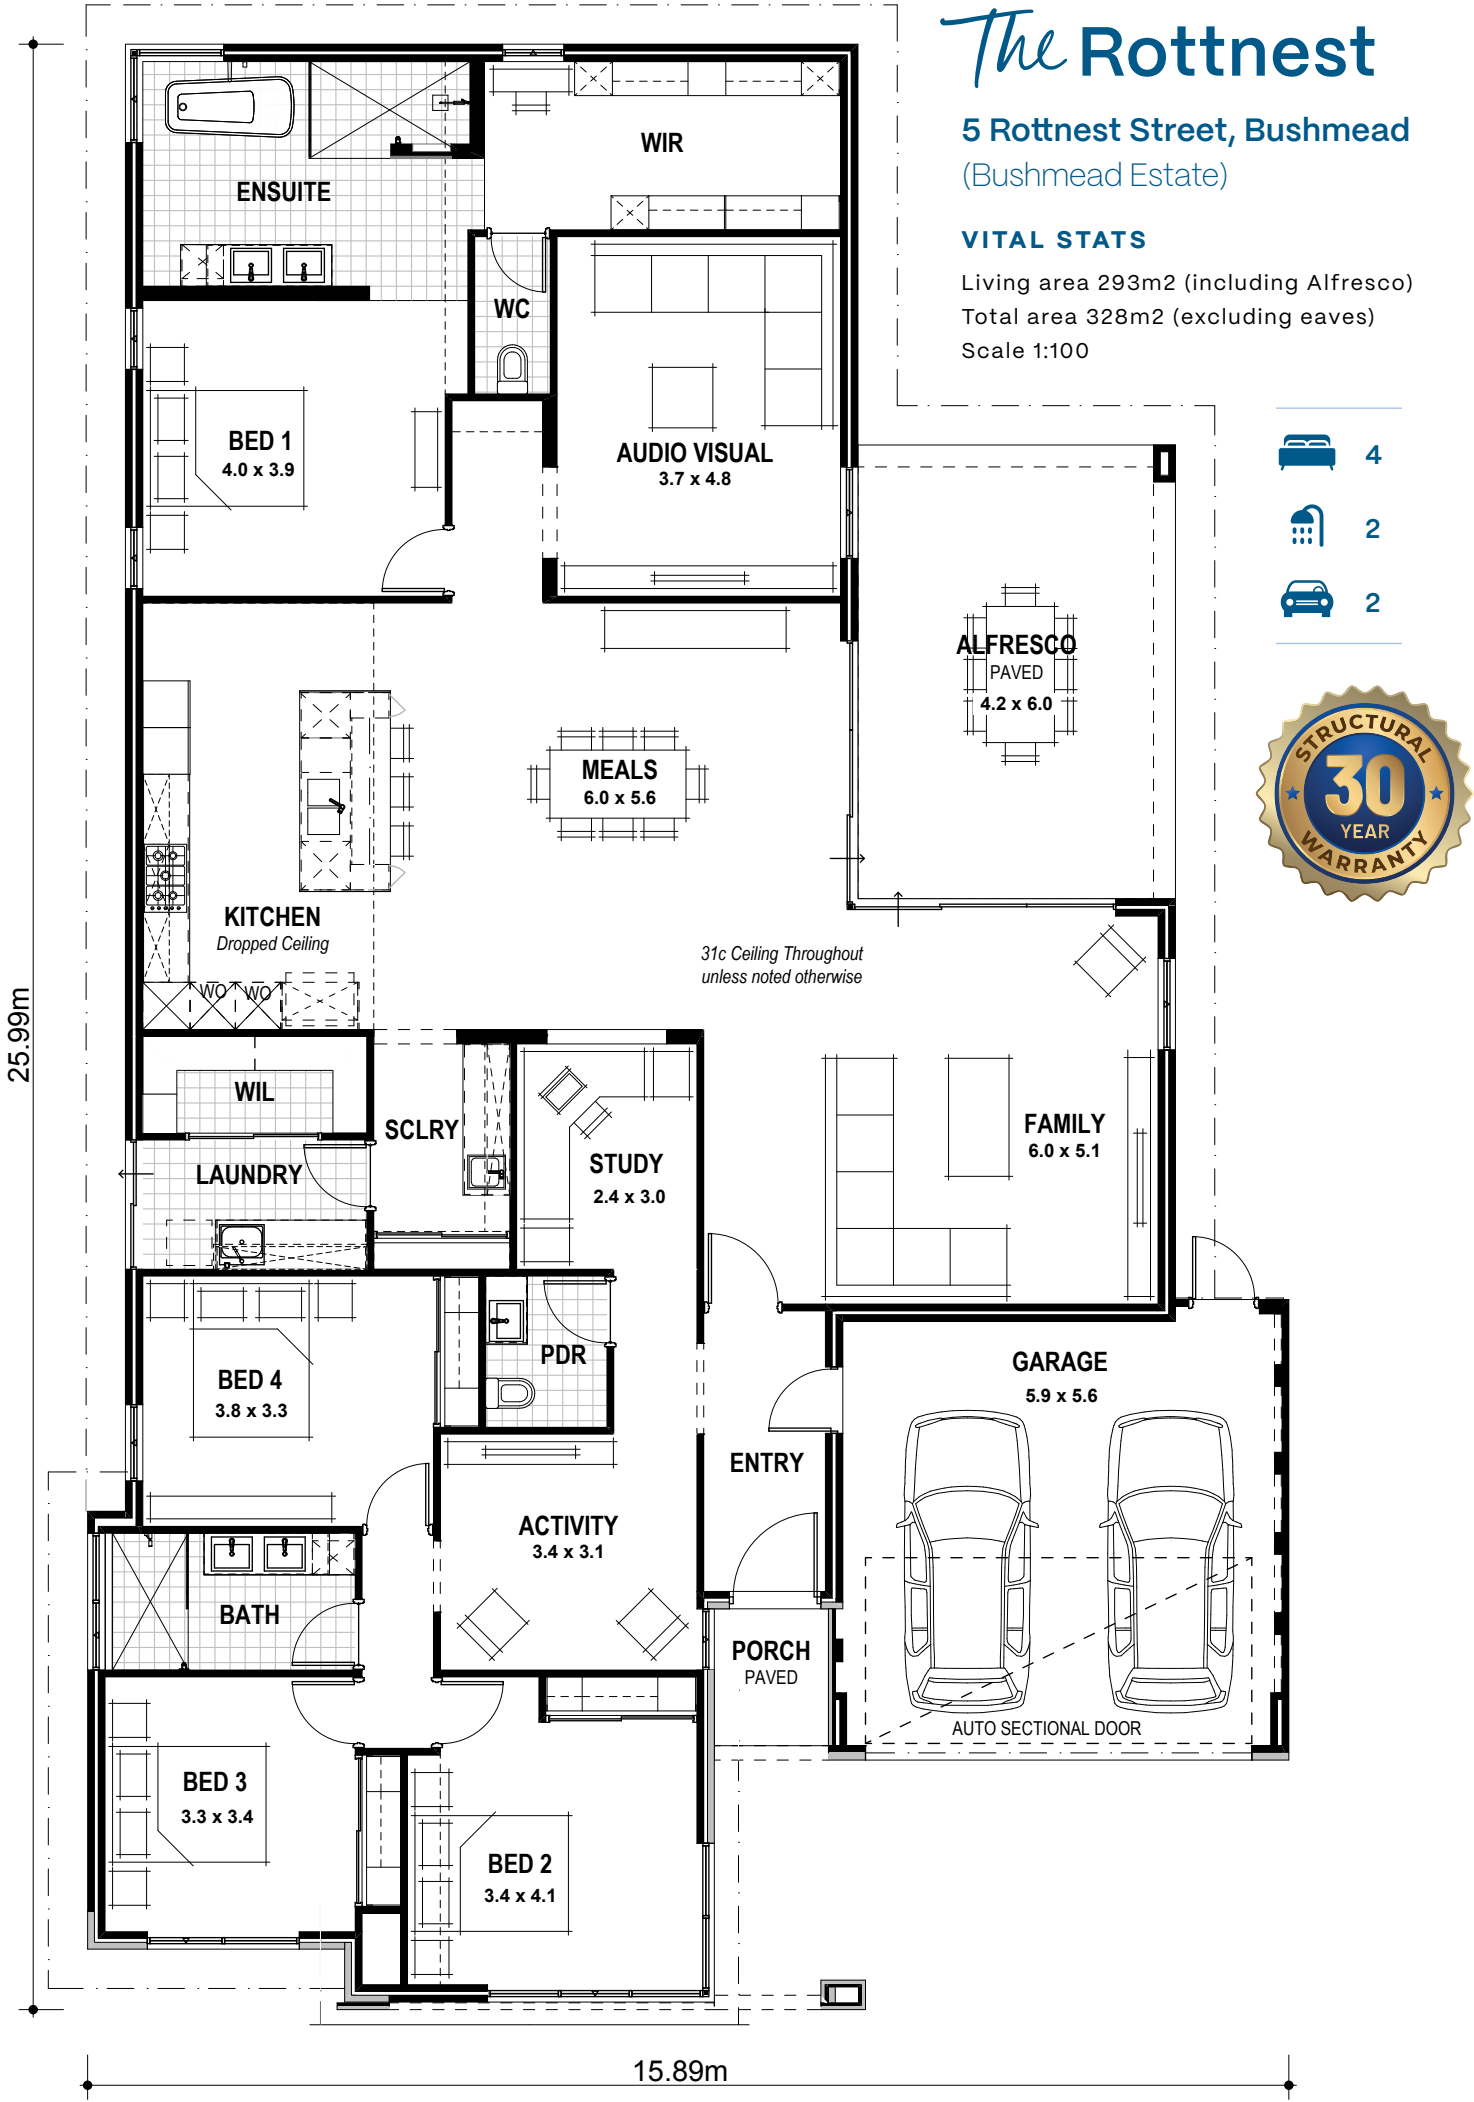 The Rottnest
5 Rottnest Street, Bushmead
(Bushmead Estate)
VITAL STATS
Living area 293m2 (including Alfresco)
Total area 328m2 (excluding eaves)
Scale 1:100
4
2
2
STRUCTURAL
30
YEAR
WARRANTY
WIR
ENSUITE
WC
BED 1
4.0 x 3.9
AUDIO VISUAL
3.7 x 4.8
ALFRESCO
PAVED
4.2 x 6.0
MEALS
6.0 x 5.6
KITCHEN
Dropped Ceiling
31c Ceiling Throughout
unless noted otherwise
WO WO
WIL
SCLRY
FAMILY
6.0 x 5.1
LAUNDRY
STUDY
2.4 x 3.0
PDR
BED 4
3.8 x 3.3
GARAGE
5.9 x 5.6
ENTRY
ACTIVITY
3.4 x 3.1
BATH
PORCH
PAVED
AUTO SECTIONAL DOOR
BED 3
3.3 x 3.4
BED 2
3.4 x 4.1
25.99m
15.89m